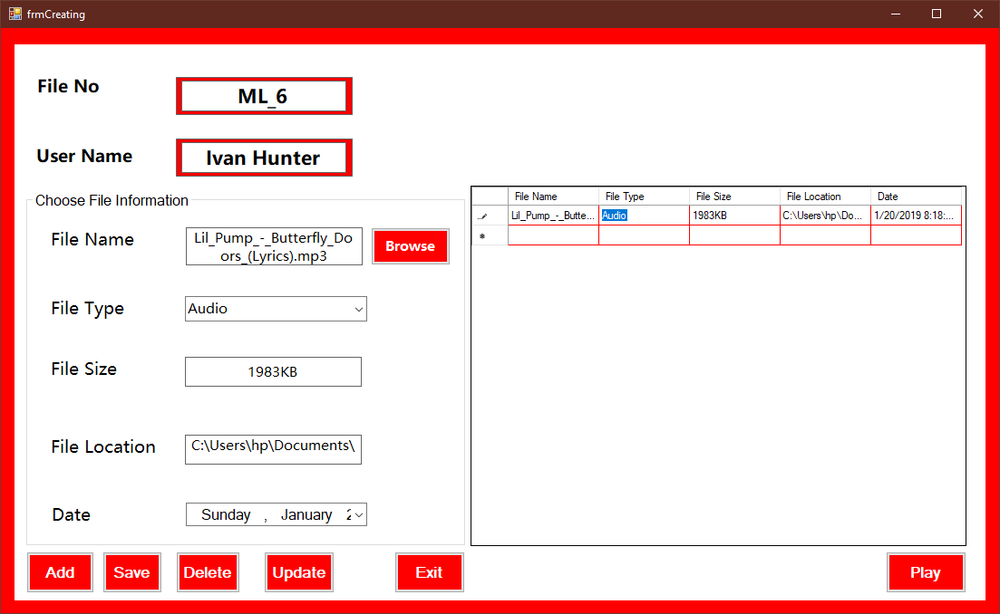 frmCreating
File No
ML_6
User Name
Ivan Hunter
Choose File Information
File Name
Lil_Pump_-_Butterfly_Do
ors_(Lyrics).mp3
Browse
File Type
Audio
File Size
1983KB
File Location
C:\Users\hp\Documents\
Date
Sunday , January 2
File Name File Type File Size File Location Date
Lil_Pump_-_Butte... Audio 1983KB C:\Users\hp\Do... 1/20/2019 8:18:...
Add Save Delete Update Exit Play